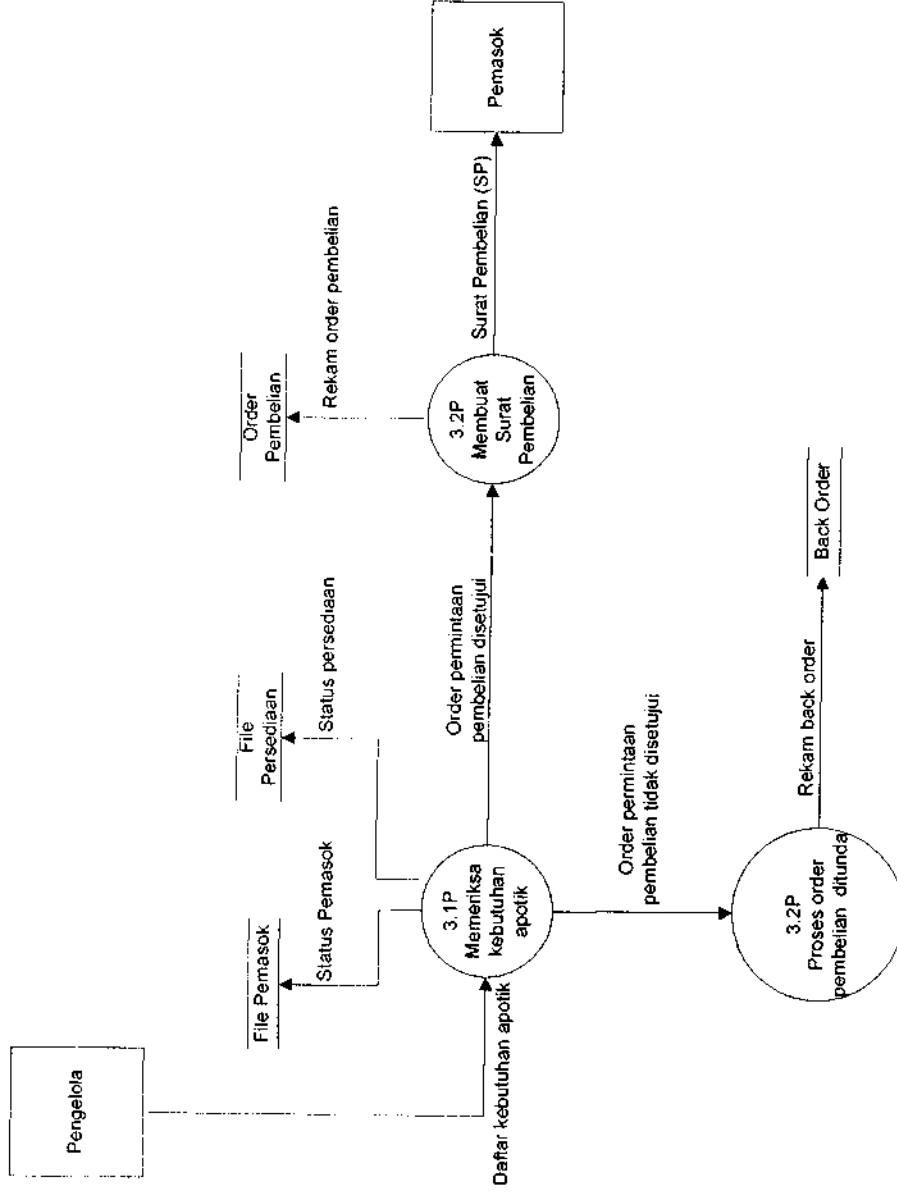 Pengelola
File Pemasok
Status Pemasok
File
Persediaan
Status persediaan
Order
Pembelian
Rekam order pembelian
Daftar kebutuhan apotik
3.1P
Memeriksa
kebutuhan
apotik
Order permintaan
pembelian disetujui
3.2P
Membuat
Surat
Pembelian
Surat Pembelian (SP)
Pemasok
Order permintaan
pembelian tidak disetujui
3.2P
Proses order
pembelian ditunda
Rekam back order
Back Order